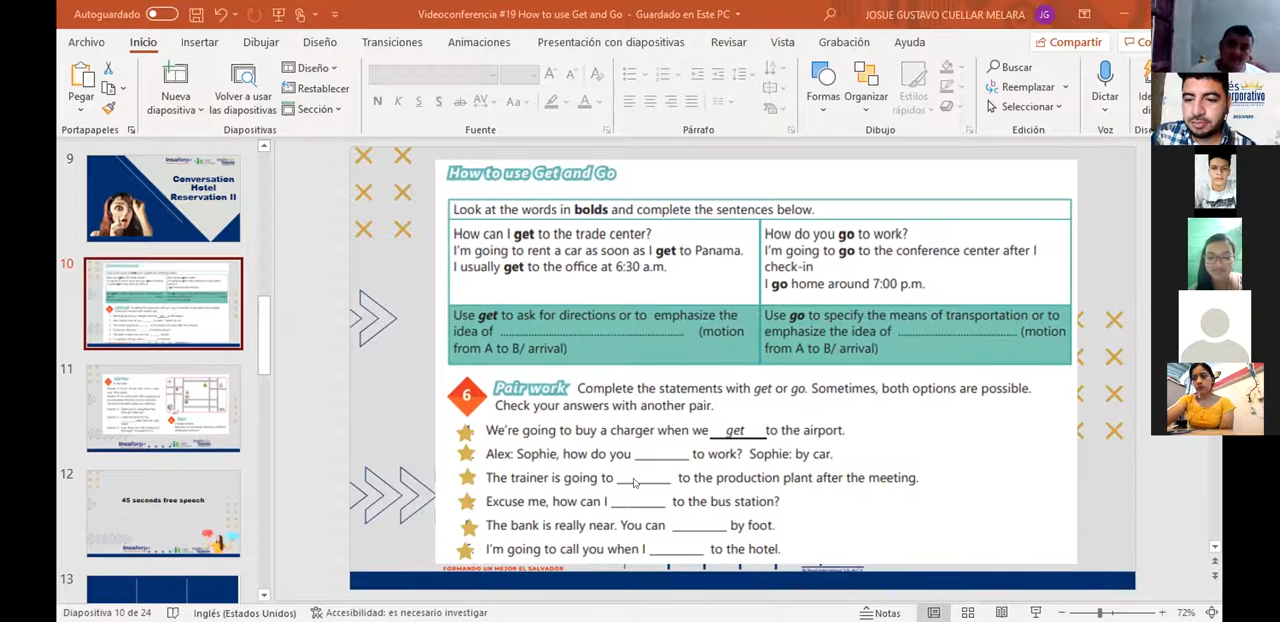 Autoguardado
Videoconferencia #19 How to use Get and Go - Guardado en Este PC
JOSUE GUSTAVO CUELLAR MELARA
JG
Archivo Inicio Insertar Dibujar Diseño Transiciones Animaciones Presentación con diapositivas Revisar Vista Grabación Ayuda
Compartir
Co
Pegar
Nueva diapositiva
Volver a usar las diapositivas
Diseño
Restablecer
Sección
N K S S ab AV Aa A
Formas
Organizar
Estilos rápidos
Buscar
Reemplazar
Seleccionar
Dictar
Portapapeles
Diapositivas
Fuente
Párrafo
Dibujo
Edición
Voz
9
Insaforp
Conversation
Hotel
Reservation II
10
11
12
45 seconds free speech
13
How to use Get and Go
Look at the words in bolds and complete the sentences below.
How can I get to the trade center?
I'm going to rent a car as soon as I get to Panama.
I usually get to the office at 6:30 a.m.
How do you go to work?
I'm going to go to the conference center after I
check-in
I go home around 7:00 p.m.
Use get to ask for directions or to emphasize the
idea of ........................................ (motion
from A to B/ arrival)
Use go to specify the means of transportation or to
emphasize the idea of .......................... (motion
from A to B/ arrival)
6
Pair work Complete the statements with get or go. Sometimes, both options are possible.
Check your answers with another pair.
We're going to buy a charger when we __get__ to the airport.
Alex: Sophie, how do you ________ to work? Sophie: by car.
The trainer is going to ________ to the production plant after the meeting.
Excuse me, how can I ________ to the bus station?
The bank is really near. You can ________ by foot.
I'm going to call you when I ________ to the hotel.
FORMANDO UN MEJOR EL SALVADOR
Diapositiva 10 de 24
Inglés (Estados Unidos)
Accesibilidad: es necesario investigar
Notas
72%